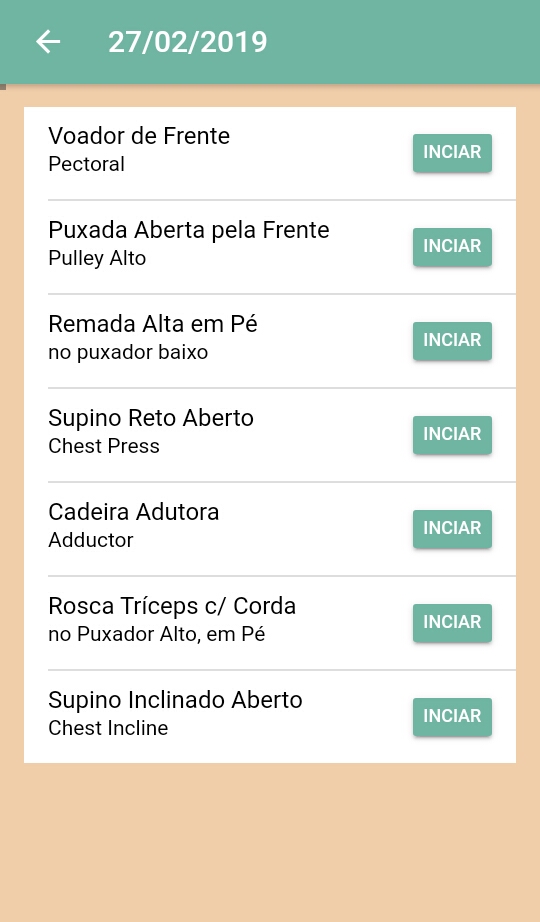 27/02/2019
Voador de Frente
Pectoral
INCIAR
Puxada Aberta pela Frente
Pulley Alto
INCIAR
Remada Alta em Pé
no puxador baixo
INCIAR
Supino Reto Aberto
Chest Press
INCIAR
Cadeira Adutora
Adductor
INCIAR
Rosca Tríceps c/ Corda
no Puxador Alto, em Pé
INCIAR
Supino Inclinado Aberto
Chest Incline
INCIAR